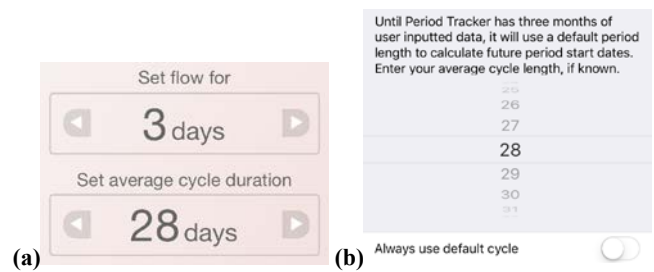 Set flow for
3 days
Set average cycle duration
28 days
(a)
Until Period Tracker has three months of
user inputted data, it will use a default period
length to calculate future period start dates.
Enter your average cycle length, if known.
25
26
27
28
29
30
31
Always use default cycle
(b)